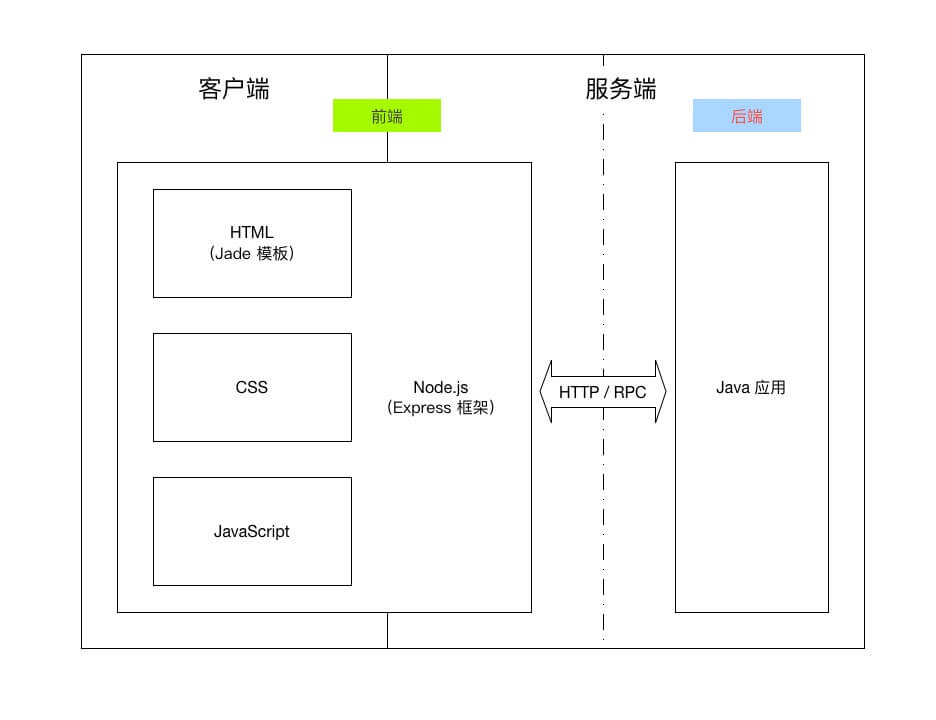 客户端
服务端
前端
后端
HTML
（Jade 模板）
CSS
JavaScript
Node.js
（Express 框架）
HTTP / RPC
Java 应用